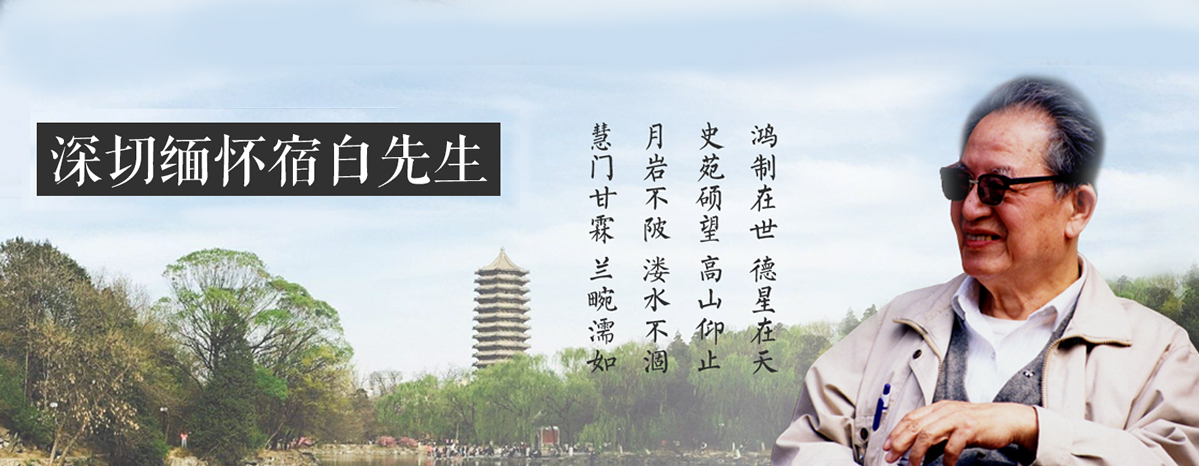 深切缅怀宿白先生
鸿制在世 德星在天
史苑硕望 高山仰止
月岩不陂 溇水不涸
慧门甘霖 兰畹濡如